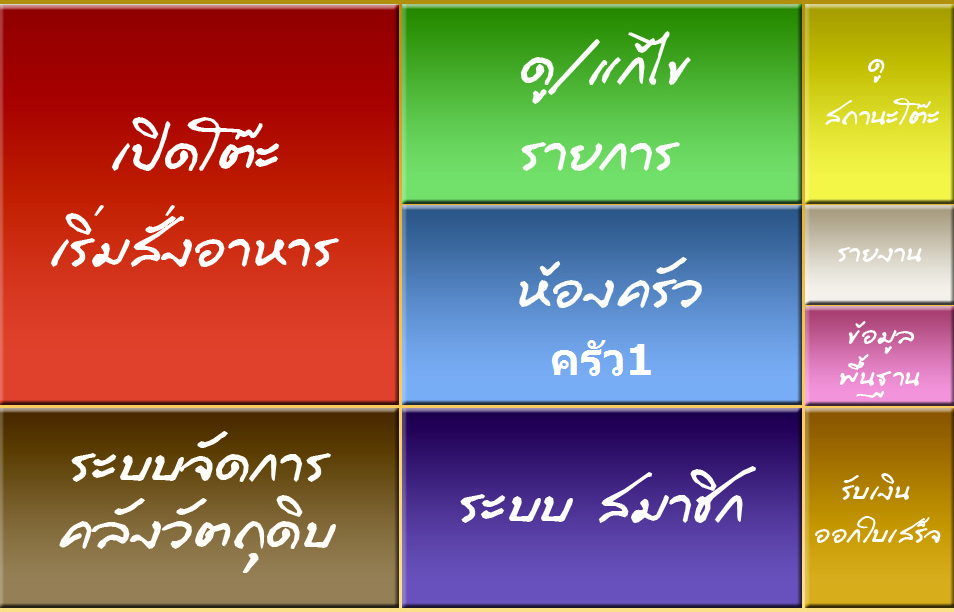 เปิดโต๊ะ
เริ่มสั่งอาหาร
ดู/แก้ไข
รายการ
ดู
สถานะโต๊ะ
ห้องครัว
ครัว1
รายงาน
ข้อมูล
พื้นฐาน
ระบบจัดการ
คลังวัตถุดิบ
ระบบ สมาชิก
รับเงิน
ออกใบเสร็จ